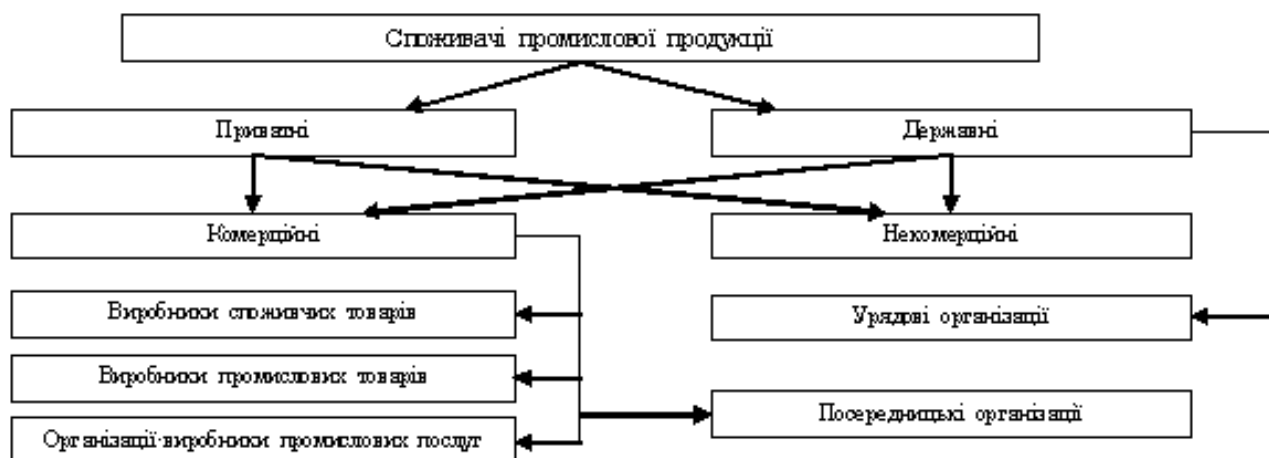 Споживачі промислової продукції
Приватні
Державні
Комерційні
Некомерційні
Виробники споживчих товарів
Урядові організації
Виробники промислових товарів
Посередницькі організації
Організації-виробники промислових послуг